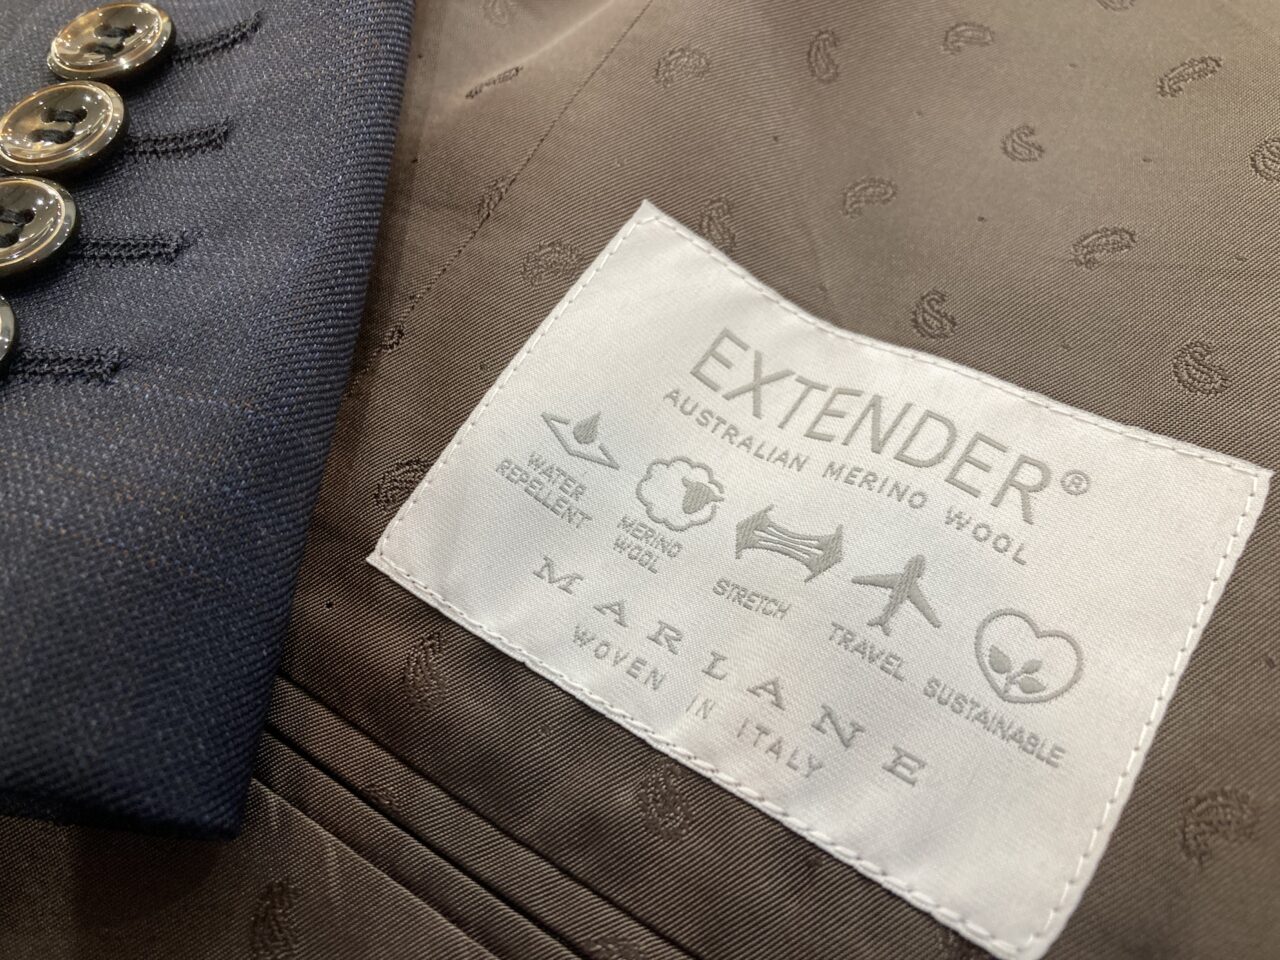 EXTENDER®
AUSTRALIAN MERINO WOOL
WATER
REPELLENT
MERINO
WOOL
STRETCH
TRAVEL
SUSTAINABLE
MARLANE
WOVEN IN ITALY